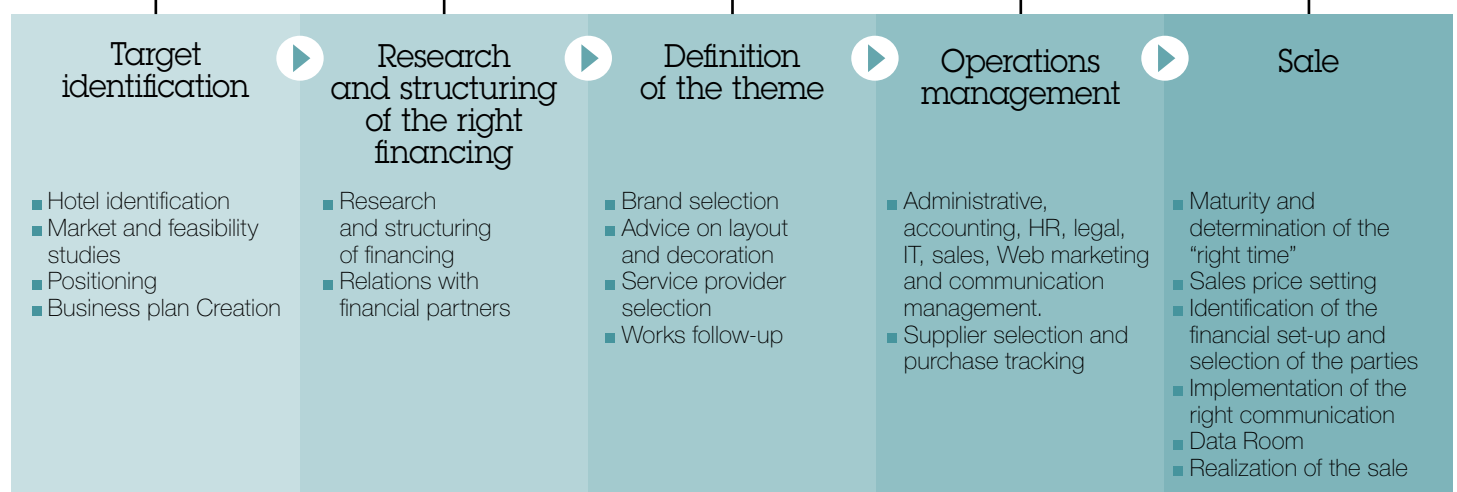 Target
identification
Hotel identification
Market and feasibility
studies
Positioning
Business plan Creation
Research
and structuring
of the right
financing
Research
and structuring
of financing
Relations with
financial partners
Definition
of the theme
Brand selection
Advice on layout
and decoration
Service provider
selection
Works follow-up
Operations
management
Administrative,
accounting, HR, legal,
IT, sales, Web marketing
and communication
management.
Supplier selection and
purchase tracking
Sale
Maturity and
determination of the
“right time”
Sales price setting
Identification of the
financial set-up and
selection of the parties
Implementation of the
right communication
Data Room
Realization of the sale